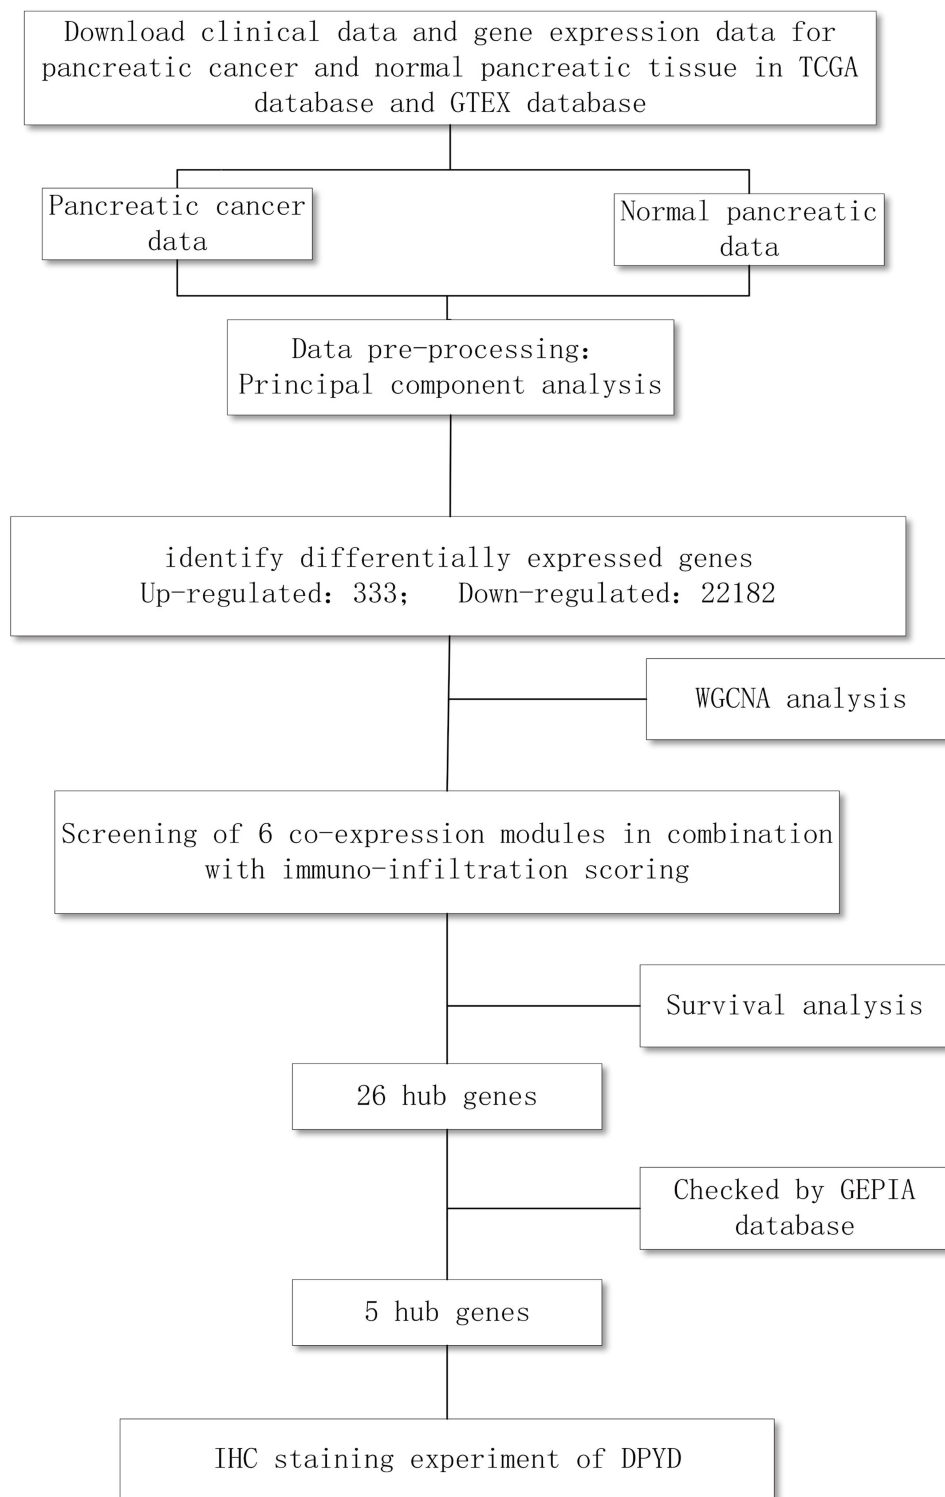 Download clinical data and gene expression data for
pancreatic cancer and normal pancreatic tissue in TCGA
database and GTEX database
Pancreatic cancer
data
Normal pancreatic
data
Data pre-processing：
Principal component analysis
identify differentially expressed genes
Up-regulated：333； Down-regulated：22182
WGCNA analysis
Screening of 6 co-expression modules in combination
with immuno-infiltration scoring
Survival analysis
26 hub genes
Checked by GEPIA
database
5 hub genes
IHC staining experiment of DPYD